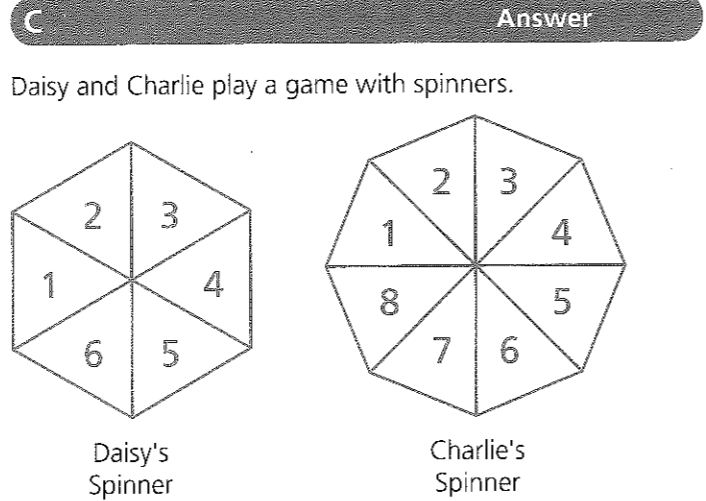 C Answer
Daisy and Charlie play a game with spinners.
2 3
1 4
6 5
2 3
1 4
8 5
7 6
Daisy's
Spinner
Charlie's
Spinner